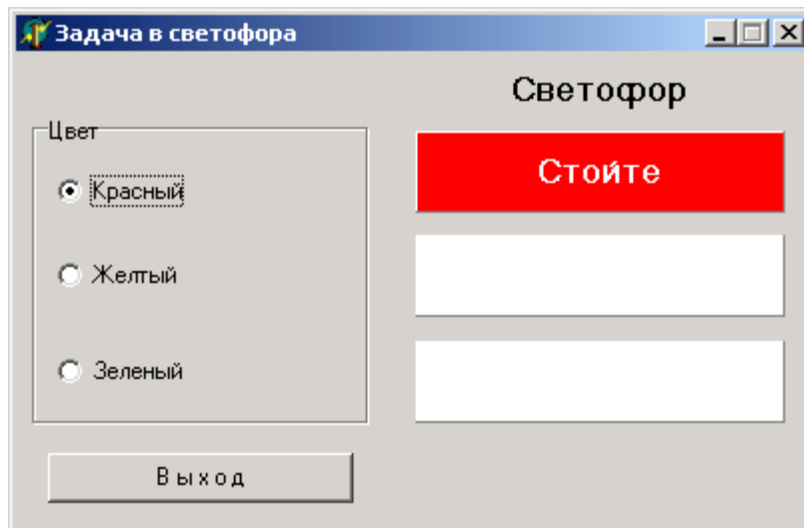 Задача в светофора
Светофор
Цвет
Красный
Стойте
Желтый
Зеленый
Выход